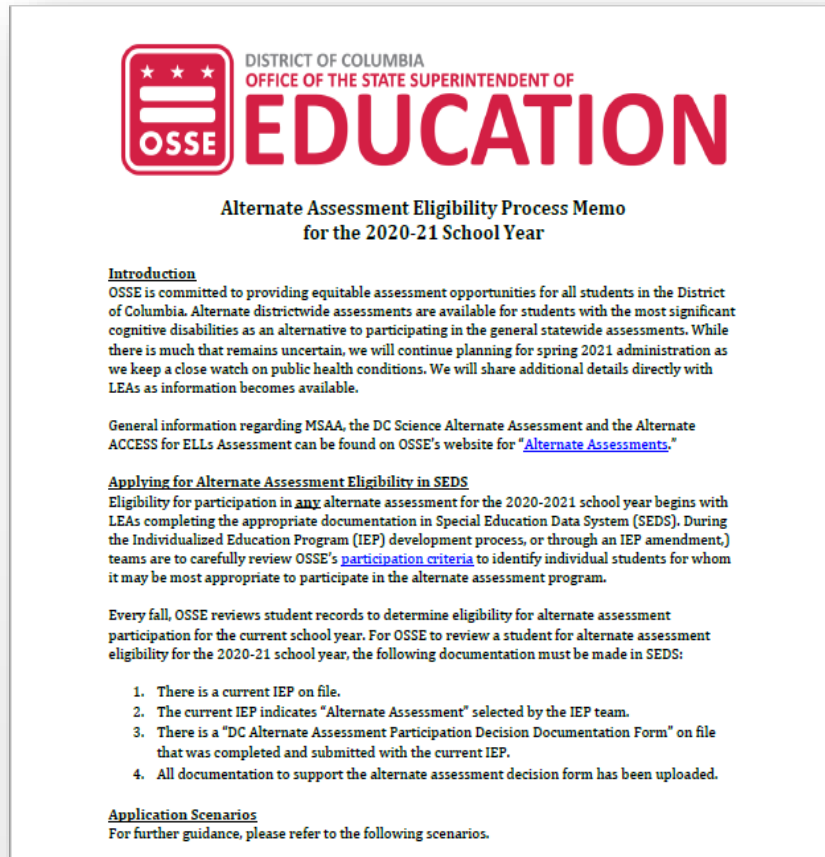 DISTRICT OF COLUMBIA
OFFICE OF THE STATE SUPERINTENDENT OF
OSSE
EDUCATION
Alternate Assessment Eligibility Process Memo
for the 2020-21 School Year
Introduction
OSSE is committed to providing equitable assessment opportunities for all students in the District
of Columbia. Alternate districtwide assessments are available for students with the most significant
cognitive disabilities as an alternative to participating in the general statewide assessments. While
there is much that remains uncertain, we will continue planning for spring 2021 administration as
we keep a close watch on public health conditions. We will share additional details directly with
LEAs as information becomes available.
General information regarding MSAA, the DC Science Alternate Assessment and the Alternate
ACCESS for ELLs Assessment can be found on OSSE's website for "Alternate Assessments."
Applying for Alternate Assessment Eligibility in SEDS
Eligibility for participation in any alternate assessment for the 2020-2021 school year begins with
LEAs completing the appropriate documentation in Special Education Data System (SEDS). During
the Individualized Education Program (IEP) development process, or through an IEP amendment,)
teams are to carefully review OSSE's participation criteria to identify individual students for whom
it may be most appropriate to participate in the alternate assessment program.
Every fall, OSSE reviews student records to determine eligibility for alternate assessment
participation for the current school year. For OSSE to review a student for alternate assessment
eligibility for the 2020-21 school year, the following documentation must be made in SEDS:
1. There is a current IEP on file.
2. The current IEP indicates "Alternate Assessment" selected by the IEP team.
3. There is a "DC Alternate Assessment Participation Decision Documentation Form" on file
that was completed and submitted with the current IEP.
4. All documentation to support the alternate assessment decision form has been uploaded.
Application Scenarios
For further guidance, please refer to the following scenarios.